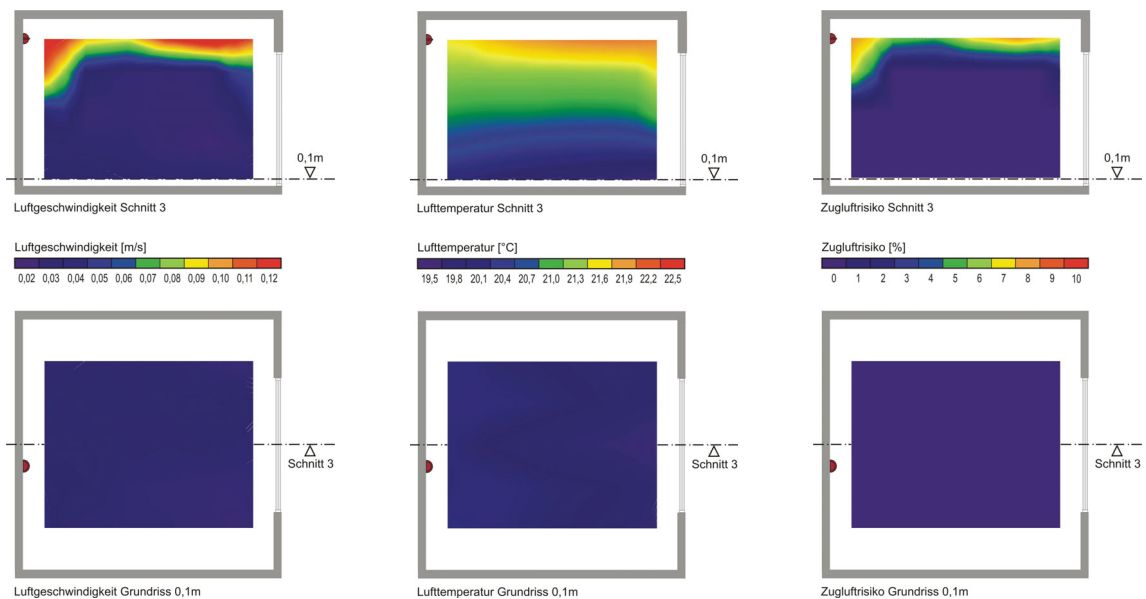 0,1m
0,1m
0,1m
Luftgeschwindigkeit Schnitt 3
Lufttemperatur Schnitt 3
Zugluftrisiko Schnitt 3
Luftgeschwindigkeit [m/s]
0,02 0,03 0,04 0,05 0,06 0,07 0,08 0,09 0,10 0,11 0,12
Lufttemperatur [°C]
19,5 19,8 20,1 20,4 20,7 21,0 21,3 21,6 21,9 22,2 22,5
Zugluftrisiko [%]
0 1 2 3 4 5 6 7 8 9 10
Schnitt 3
Schnitt 3
Schnitt 3
Luftgeschwindigkeit Grundriss 0,1m
Lufttemperatur Grundriss 0,1m
Zugluftrisiko Grundriss 0,1m